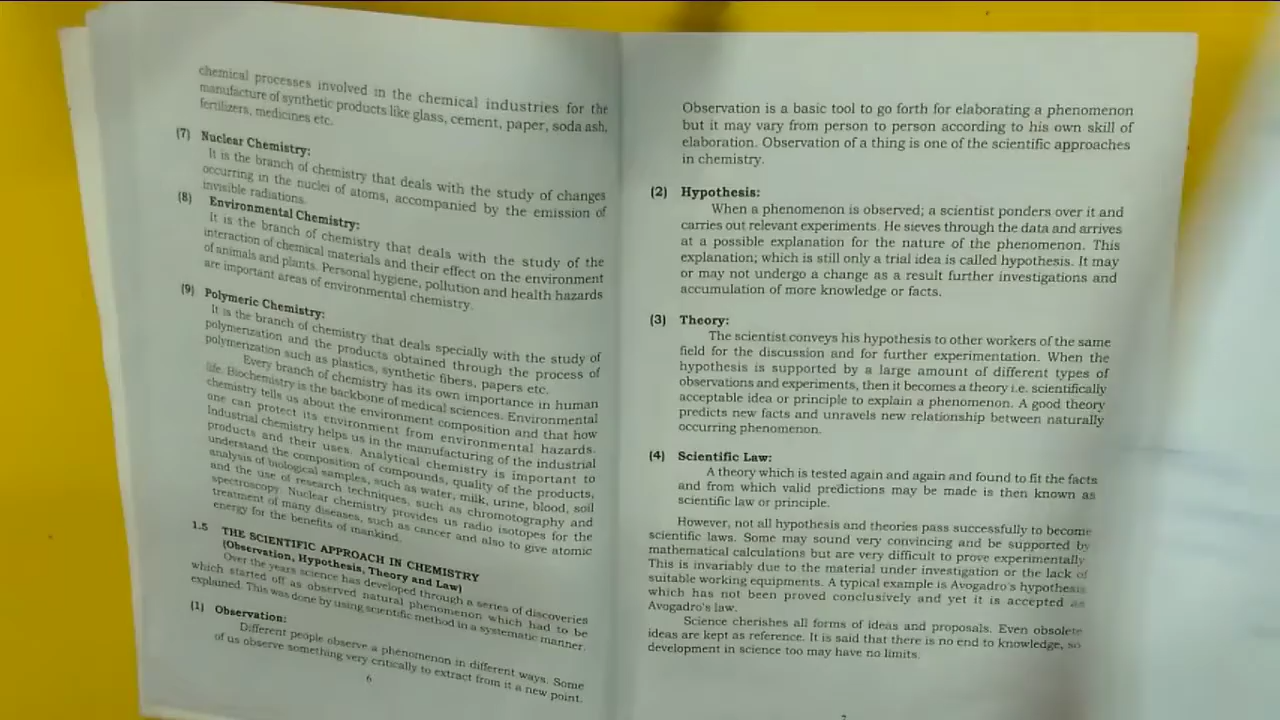 chemical processes involved in the chemical industries for the
manufacture of synthetic products like glass, cement, paper, soda ash,
fertilizers, medicines etc.
(7) Nuclear Chemistry:
It is the branch of chemistry that deals with the study of changes
occurring in the nuclei of atoms, accompanied by the emission of
invisible radiations.
(8) Environmental Chemistry:
It is the branch of chemistry that deals with the study of the
interaction of chemical materials and their effect on the environment
of animals and plants. Personal hygiene, pollution and health hazards
are important areas of environmental chemistry.
(9) Polymeric Chemistry:
It is the branch of chemistry that deals specially with the study of
polymerization and the products obtained through the process of
polymerization such as plastics, synthetic fibers, papers etc.
Every branch of chemistry has its own importance in human
life. Biochemistry is the backbone of medical sciences. Environmental
chemistry tells us about the environment composition and that how
one can protect its environment from environmental hazards.
Industrial chemistry helps us in the manufacturing of the industrial
products and their uses. Analytical chemistry is important to
understand the composition of compounds, quality of the products,
analysis of biological samples, such as water, milk, urine, blood, soil
and the use of research techniques, such as chromotography and
spectroscopy. Nuclear chemistry provides us radio isotopes for the
treatment of many diseases, such as cancer and also to give atomic
energy for the benefits of mankind.
1.5 THE SCIENTIFIC APPROACH IN CHEMISTRY
(Observation, Hypothesis, Theory and Law)
Over the years science has developed through a series of discoveries
which started off as observed natural phenomenon which had to be
explained. This was done by using scientific method in a systematic manner.
(1) Observation:
Different people observe a phenomenon in different ways. Some
of us observe something very critically to extract from it a new point.
6
Observation is a basic tool to go forth for elaborating a phenomenon
but it may vary from person to person according to his own skill of
elaboration. Observation of a thing is one of the scientific approaches
in chemistry.
(2) Hypothesis:
When a phenomenon is observed; a scientist ponders over it and
carries out relevant experiments. He sieves through the data and arrives
at a possible explanation for the nature of the phenomenon. This
explanation; which is still only a trial idea is called hypothesis. It may
or may not undergo a change as a result further investigations and
accumulation of more knowledge or facts.
(3) Theory:
The scientist conveys his hypothesis to other workers of the same
field for the discussion and for further experimentation. When the
hypothesis is supported by a large amount of different types of
observations and experiments, then it becomes a theory i.e. scientifically
acceptable idea or principle to explain a phenomenon. A good theory
predicts new facts and unravels new relationship between naturally
occurring phenomenon.
(4) Scientific Law:
A theory which is tested again and again and found to fit the facts
and from which valid predictions may be made is then known as
scientific law or principle.
However, not all hypothesis and theories pass successfully to become
scientific laws. Some may sound very convincing and be supported by
mathematical calculations but are very difficult to prove experimentally
This is invariably due to the material under investigation or the lack of
suitable working equipments. A typical example is Avogadro's hypothesis
which has not been proved conclusively and yet it is accepted as
Avogadro's law.
Science cherishes all forms of ideas and proposals. Even obsolete
ideas are kept as reference. It is said that there is no end to knowledge, so
development in science too may have no limits.